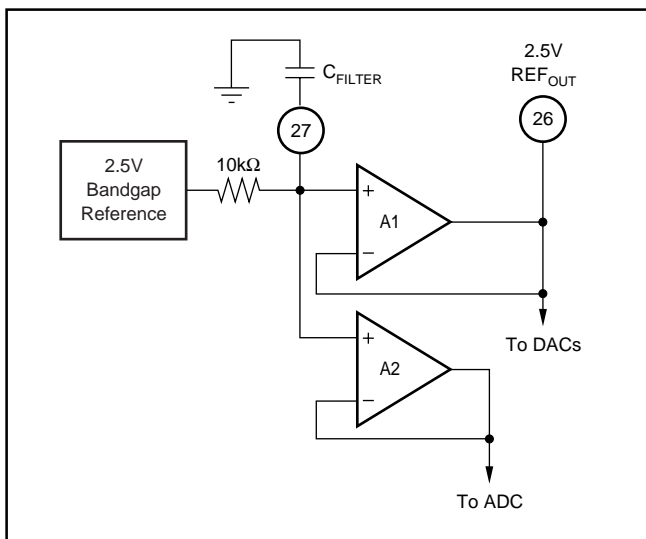 2.5V
REFOUT
CFILTER
27
26
2.5V
Bandgap
Reference
10kΩ
+
A1
–
To DACs
+
A2
–
To ADC